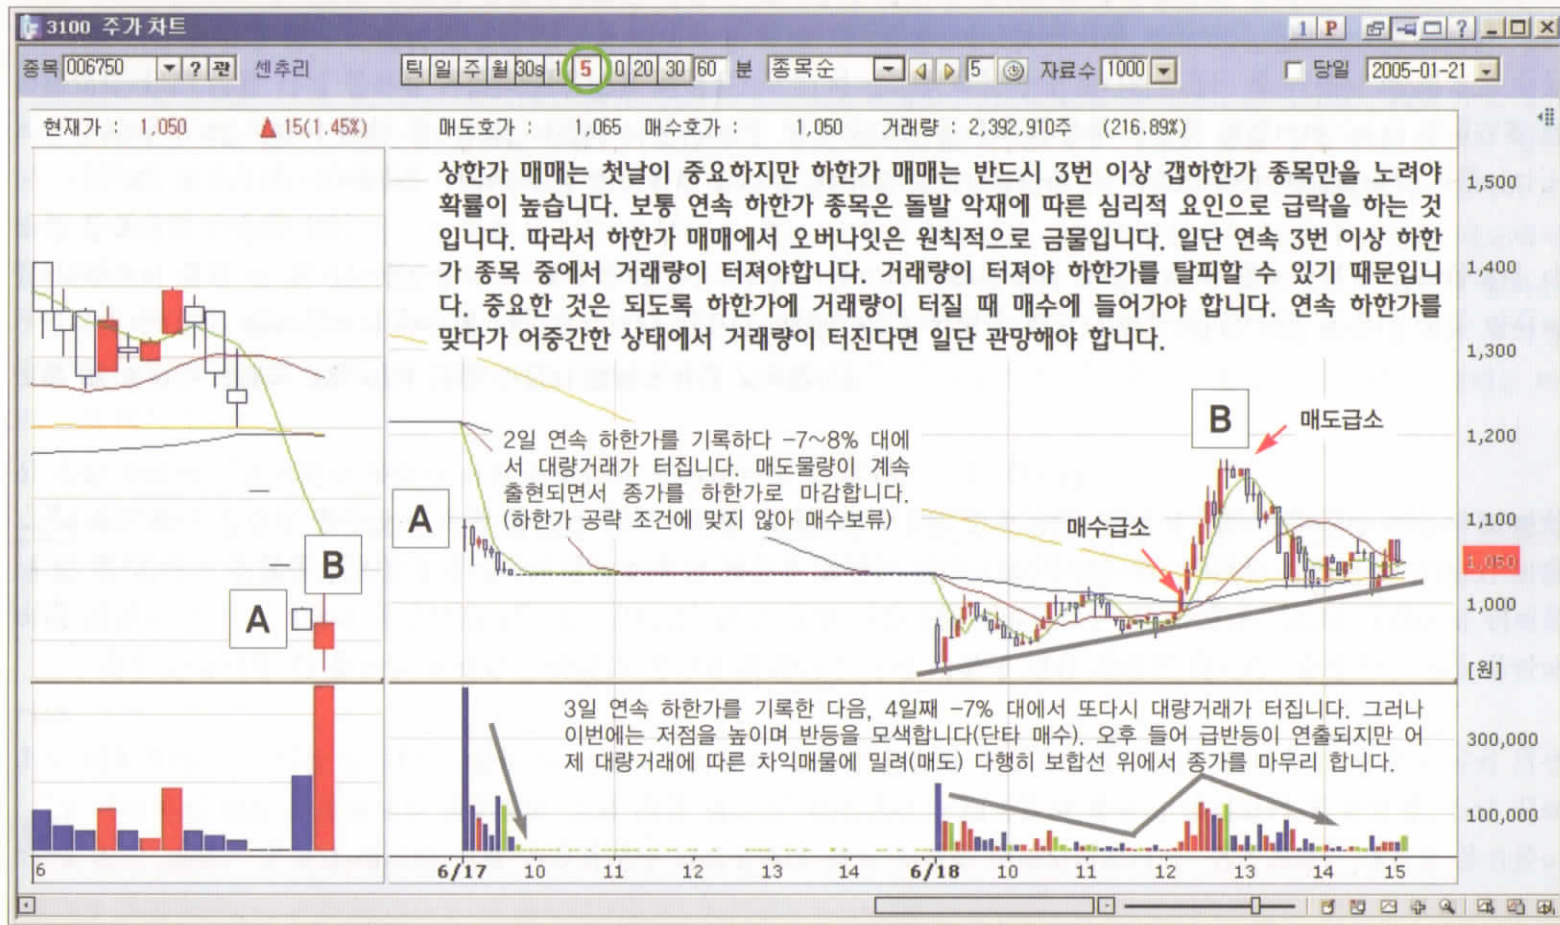 3100 주가 차트
1 P
종목 006750 ? 관 센추리 틱 일 주 월 30s 1 5 0 20 30 60 분 종목순 5 자료수 1000 당일 2005-01-21
현재가 : 1,050 ▲ 15(1.45%) 매도호가 : 1,065 매수호가 : 1,050 거래량 : 2,392,910주 (216.89%)
상한가 매매는 첫날이 중요하지만 하한가 매매는 반드시 3번 이상 갭하한가 종목만을 노려야
확률이 높습니다. 보통 연속 하한가 종목은 돌발 악재에 따른 심리적 요인으로 급락을 하는 것
입니다. 따라서 하한가 매매에서 오버나잇은 원칙적으로 금물입니다. 일단 연속 3번 이상 하한
가 종목 중에서 거래량이 터져야합니다. 거래량이 터져야 하한가를 탈피할 수 있기 때문입니
다. 중요한 것은 되도록 하한가에 거래량이 터질 때 매수에 들어가야 합니다. 연속 하한가를
맞다가 어중간한 상태에서 거래량이 터진다면 일단 관망해야 합니다.
1,500
1,400
1,300
1,200
1,100
1,050
1,000
[원]
2일 연속 하한가를 기록하다 -7~8% 대에
서 대량거래가 터집니다. 매도물량이 계속
출현되면서 종가를 하한가로 마감합니다.
(하한가 공략 조건에 맞지 않아 매수보류)
A
B
매도급소
매수급소
B
A
3일 연속 하한가를 기록한 다음, 4일째 -7% 대에서 또다시 대량거래가 터집니다. 그러나
이번에는 저점을 높이며 반등을 모색합니다(단타 매수). 오후 들어 급반등이 연출되지만 어
제 대량거래에 따른 차익매물에 밀려(매도) 다행히 보합선 위에서 종가를 마무리 합니다.
300,000
100,000
6 6/17 10 11 12 13 14 6/18 10 11 12 13 14 15